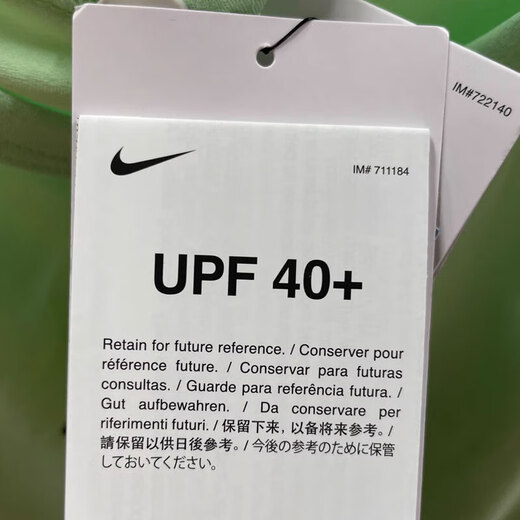 IM#722140
IM# 711184
UPF 40+
Retain for future reference. / Conserver pour
référence future. / Conservar para futuras
consultas. / Guarde para referência futura. /
Gut aufbewahren. / Da conservare per
riferimenti futuri. / 保留下来，以备将来参考。/
請保留以供日後參考。/ 今後の参考のために保管
しておいてください。